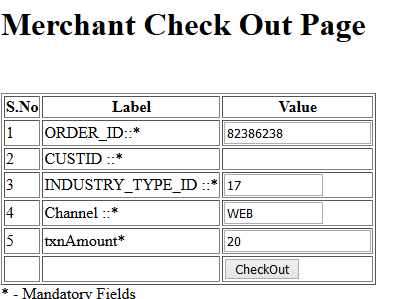 Merchant Check Out Page
S.No Label Value
1 ORDER_ID::* 82386238
2 CUSTID ::*
3 INDUSTRY_TYPE_ID ::* 17
4 Channel ::* WEB
5 txnAmount* 20
CheckOut
* - Mandatory Fields